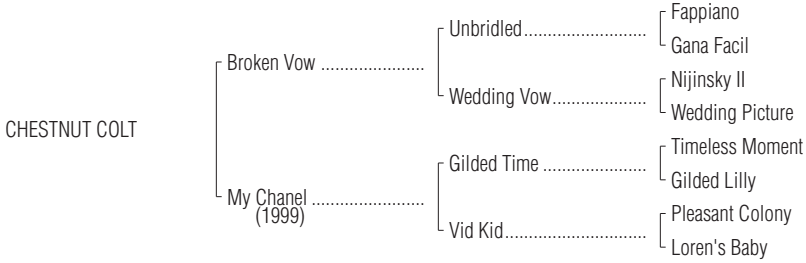 Fappiano
Unbridled..........................
Gana Facil
Broken Vow ......................
Nijinsky II
Wedding Vow....................
Wedding Picture
CHESTNUT COLT
Timeless Moment
Gilded Time ......................
Gilded Lilly
My Chanel ........................
(1999)
Pleasant Colony
Vid Kid..............................
Loren's Baby